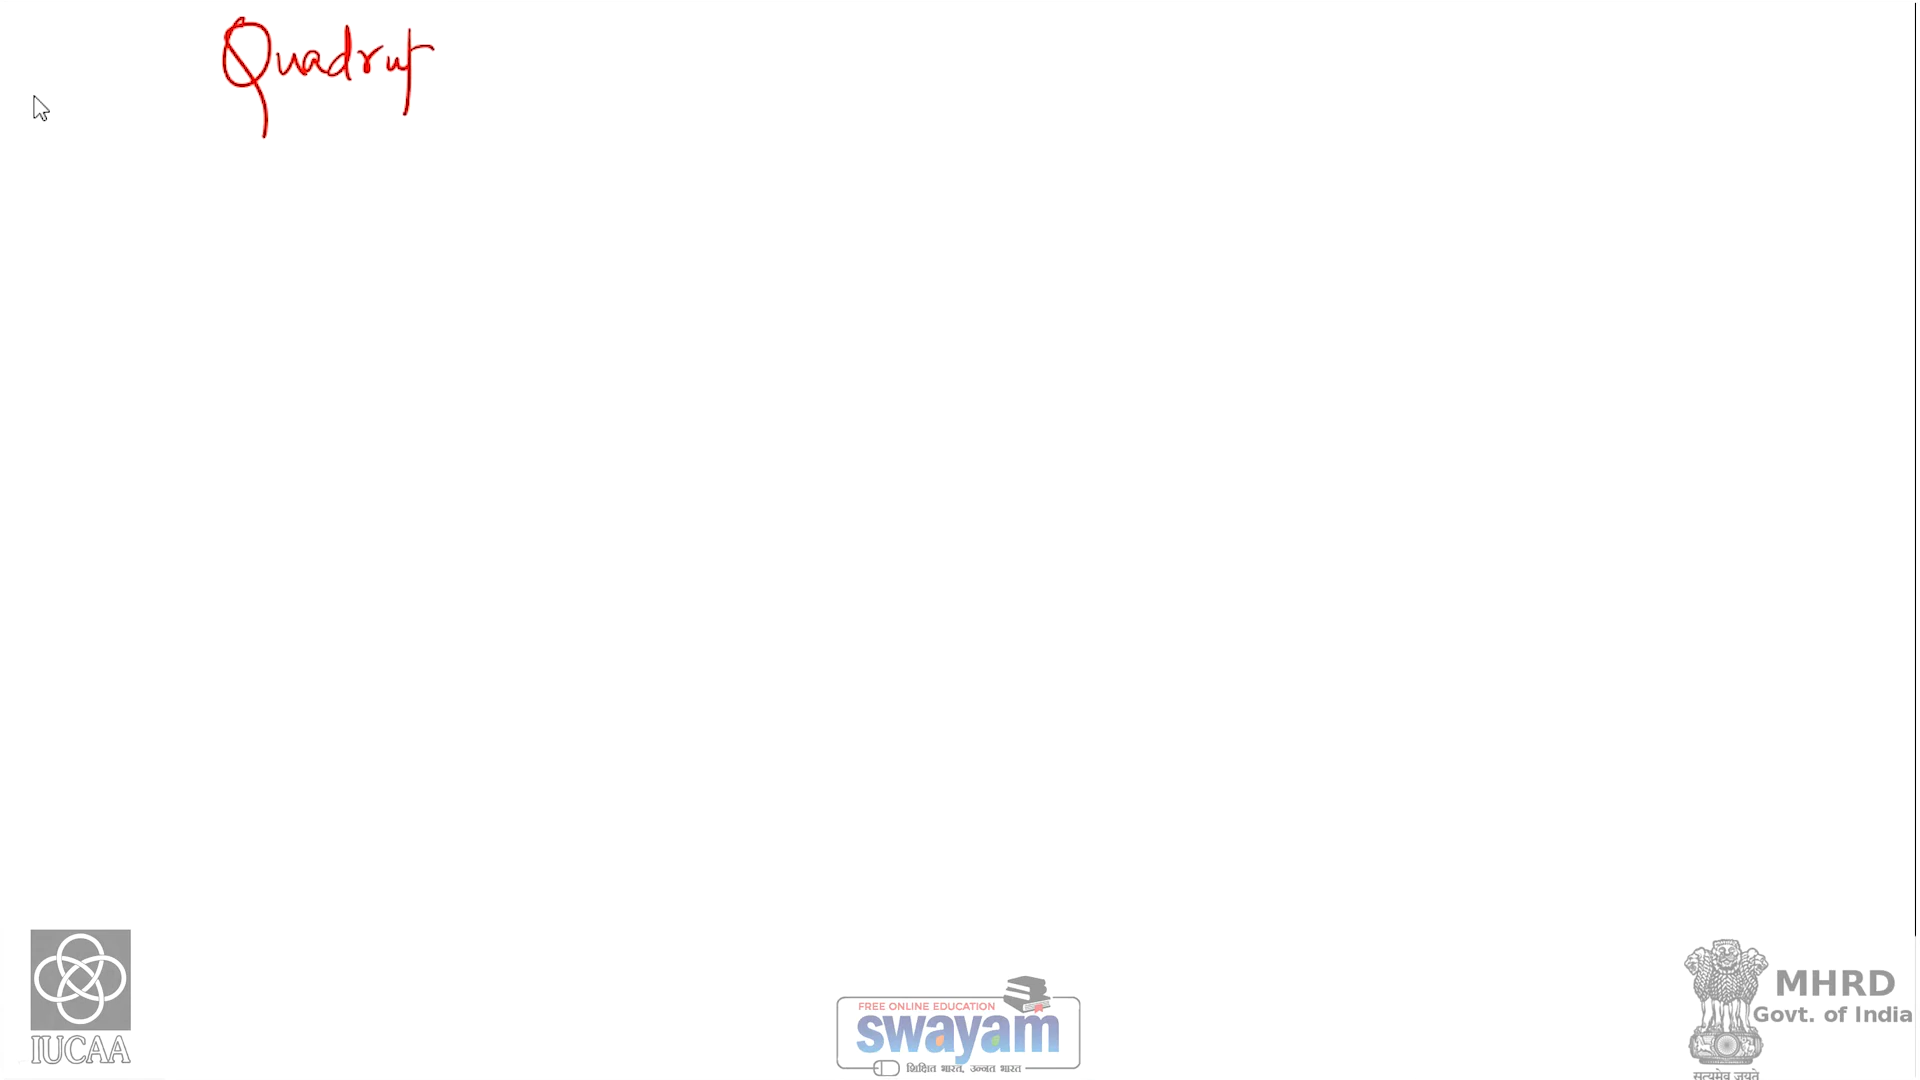 Quadrup
IUCAA
FREE ONLINE EDUCATION
swayam
शिक्षित भारत, उन्नत भारत
MHRD
Govt. of India
सत्यमेव जयते